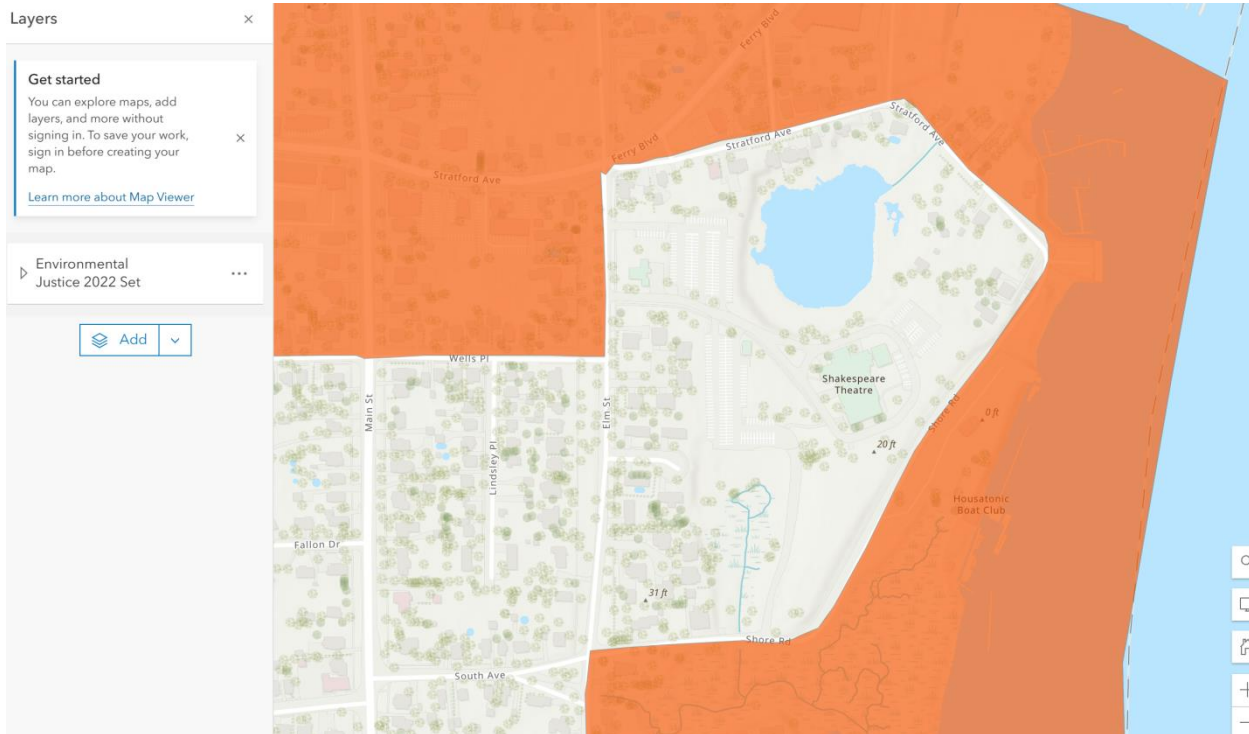 Layers
Get started
You can explore maps, add
layers, and more without
signing in. To save your work,
sign in before creating your
map.
Learn more about Map Viewer
Environmental
Justice 2022 Set
Add
Ferry Blvd
Stratford Ave
Stratford Ave
Ferry Blvd
Stratford Ave
Wells Pl
Main St
Lindsley Pl
Elm St
Shakespeare
Theatre
Shore Rd
0 ft
20 ft
Housatonic
Boat Club
Fallon Dr
31 ft
Shore Rd
South Ave